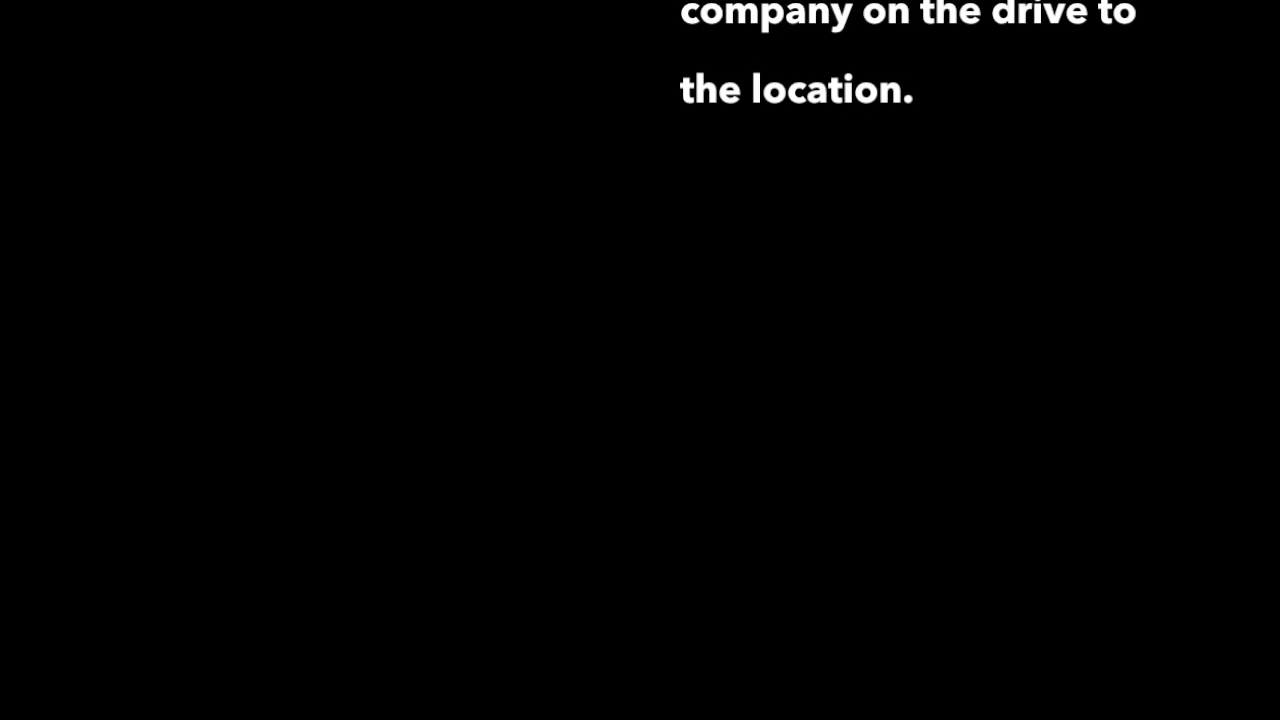 company on the drive to
the location.